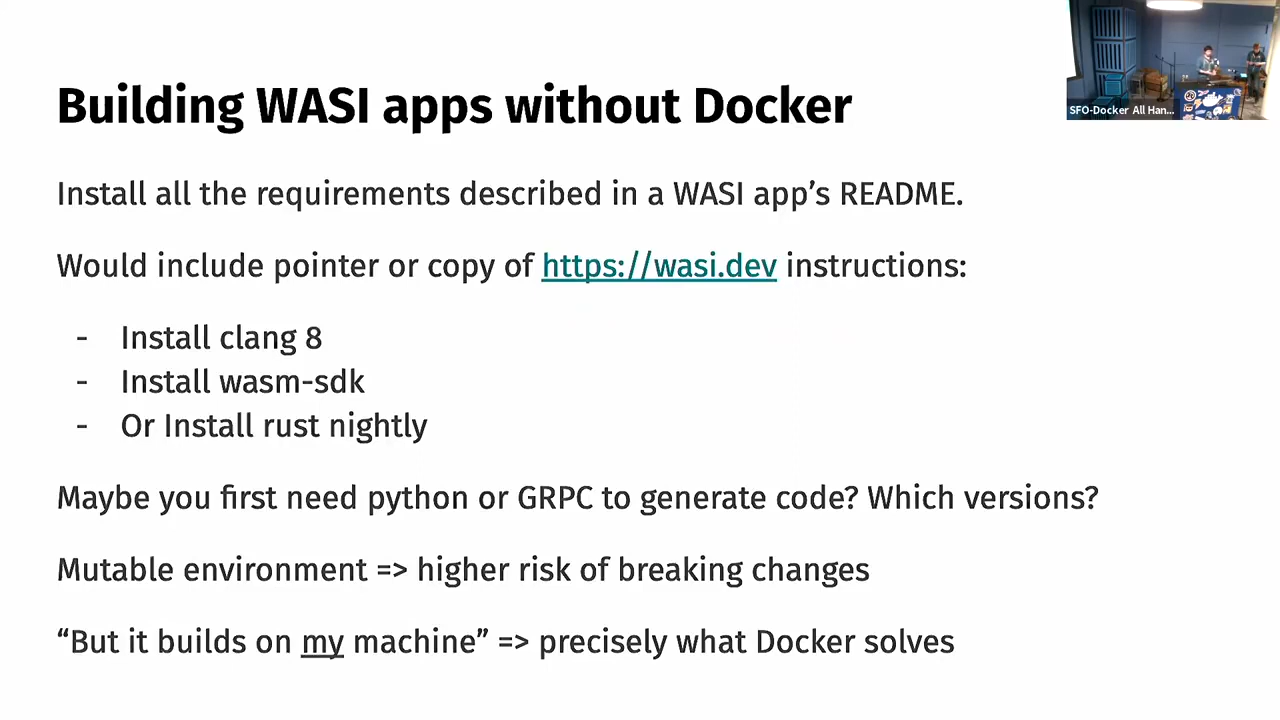 Building WASI apps without Docker
SFO-Docker All Han...
Install all the requirements described in a WASI app’s README.
Would include pointer or copy of https://wasi.dev instructions:
- Install clang 8
- Install wasm-sdk
- Or Install rust nightly
Maybe you first need python or GRPC to generate code? Which versions?
Mutable environment => higher risk of breaking changes
“But it builds on my machine” => precisely what Docker solves